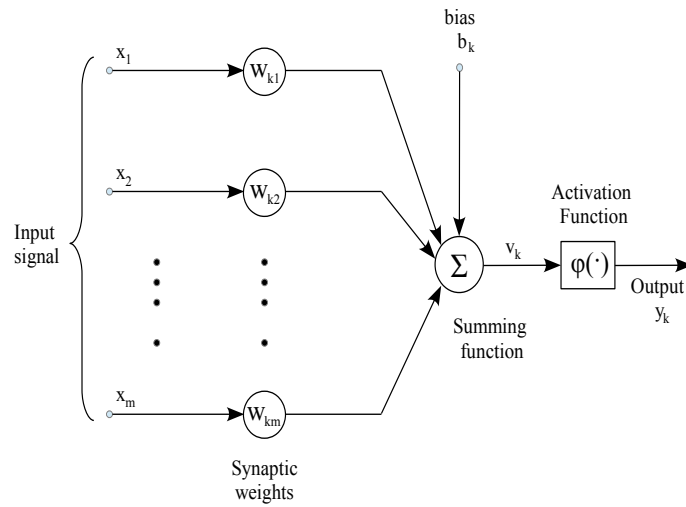 bias
b_k
x_1
w_k1
x_2
w_k2
Activation
Function
Input
signal
Σ
v_k
φ(·)
Output
y_k
Summing
function
x_m
w_km
Synaptic
weights